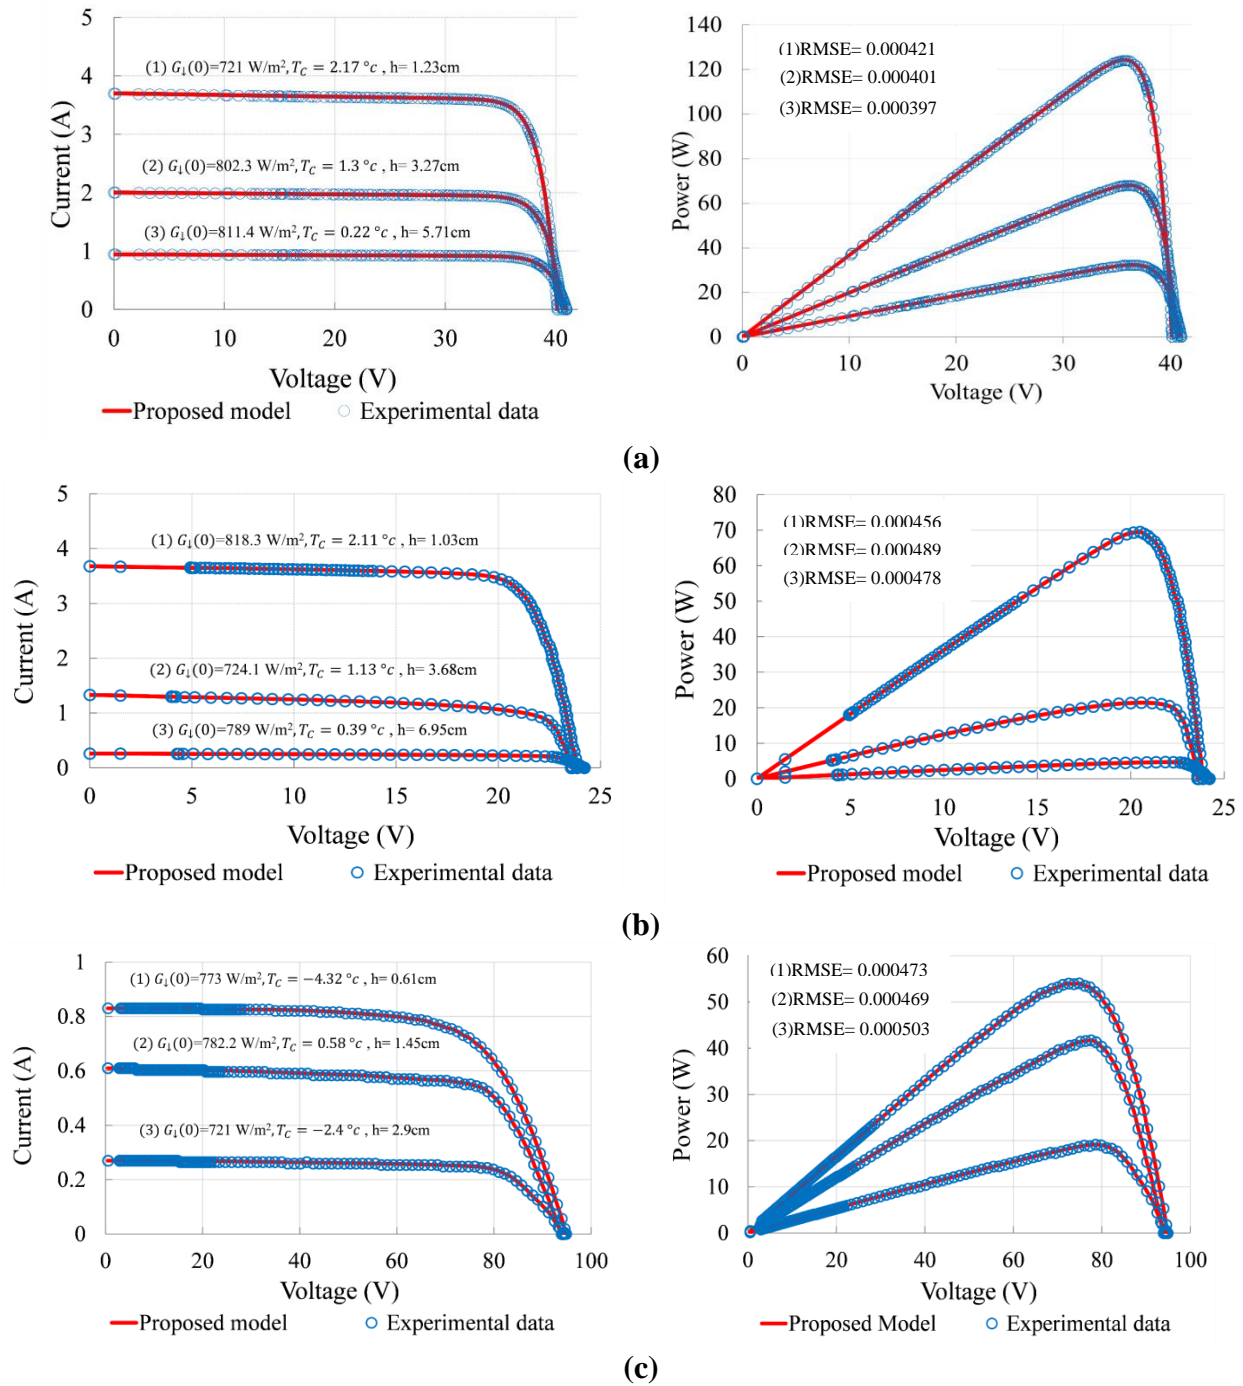 5
4
3
2
1
0
Current (A)
(1) G↓(0)=721 W/m², T_C = 2.17 °c , h= 1.23cm
(2) G↓(0)=802.3 W/m², T_C = 1.3 °c , h= 3.27cm
(3) G↓(0)=811.4 W/m², T_C = 0.22 °c , h= 5.71cm
0 10 20 30 40
Voltage (V)
Proposed model Experimental data
140
120
100
80
60
40
20
0
Power (W)
(1)RMSE= 0.000421
(2)RMSE= 0.000401
(3)RMSE= 0.000397
0 10 20 30 40
Voltage (V)
(a)
5
4
3
2
1
0
Current (A)
(1) G↓(0)=818.3 W/m², T_C = 2.11 °c , h= 1.03cm
(2) G↓(0)=724.1 W/m², T_C = 1.13 °c , h= 3.68cm
(3) G↓(0)=789 W/m², T_C = 0.39 °c , h= 6.95cm
0 5 10 15 20 25
Voltage (V)
Proposed model Experimental data
80
70
60
50
40
30
20
10
0
Power (W)
(1)RMSE= 0.000456
(2)RMSE= 0.000489
(3)RMSE= 0.000478
0 5 10 15 20 25
Voltage (V)
Proposed model Experimental data
(b)
1
0.8
0.6
0.4
0.2
0
Current (A)
(1) G↓(0)=773 W/m², T_C = −4.32 °c , h= 0.61cm
(2) G↓(0)=782.2 W/m², T_C = 0.58 °c , h= 1.45cm
(3) G↓(0)=721 W/m², T_C = −2.4 °c , h= 2.9cm
0 20 40 60 80 100
Voltage (V)
Proposed model Experimental data
60
50
40
30
20
10
0
Power (W)
(1)RMSE= 0.000473
(2)RMSE= 0.000469
(3)RMSE= 0.000503
0 20 40 60 80 100
Voltage (V)
Proposed Model Experimental data
(c)